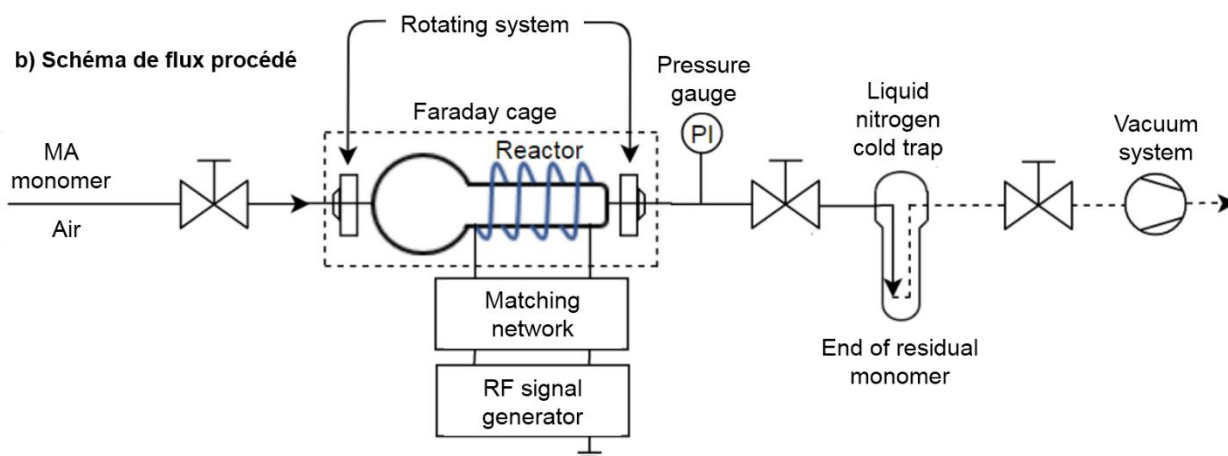 Rotating system
b) Schéma de flux procédé
Pressure
gauge
Liquid
nitrogen
cold trap
Vacuum
system
Faraday cage
PI
Reactor
MA
monomer
Air
Matching
network
End of residual
monomer
RF signal
generator